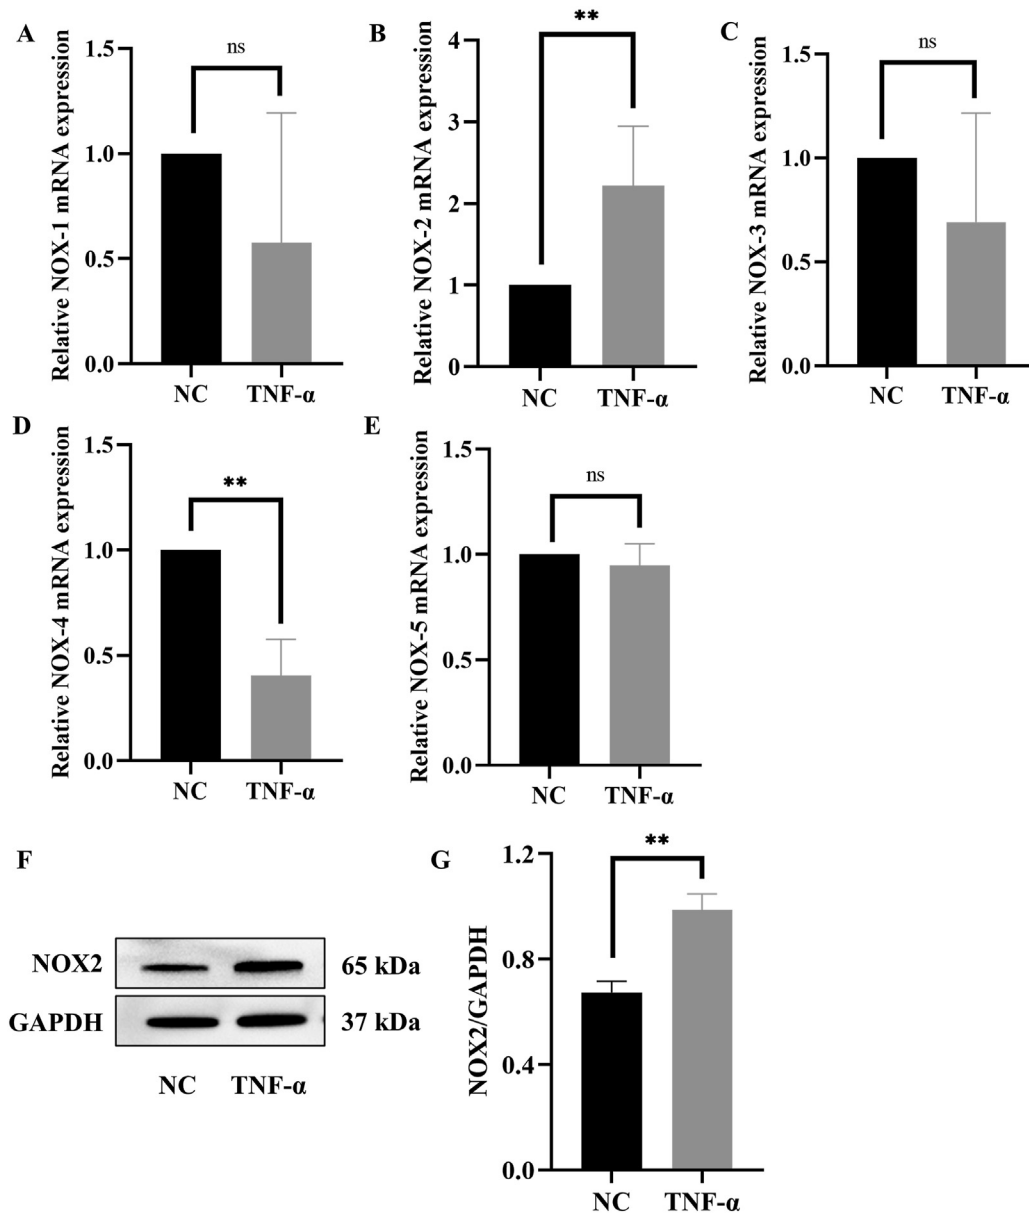 A
Relative NOX-1 mRNA expression
1.5
1.0
0.5
0.0
ns
NC TNF-α
B
Relative NOX-2 mRNA expression
4
3
2
1
0
**
NC TNF-α
C
Relative NOX-3 mRNA expression
1.5
1.0
0.5
0.0
ns
NC TNF-α
D
Relative NOX-4 mRNA expression
1.5
1.0
0.5
0.0
**
NC TNF-α
E
Relative NOX-5 mRNA expression
1.5
1.0
0.5
0.0
ns
NC TNF-α
F
NOX2 65 kDa
GAPDH 37 kDa
NC TNF-α
G
NOX2/GAPDH
1.2
0.8
0.4
0.0
**
NC TNF-α